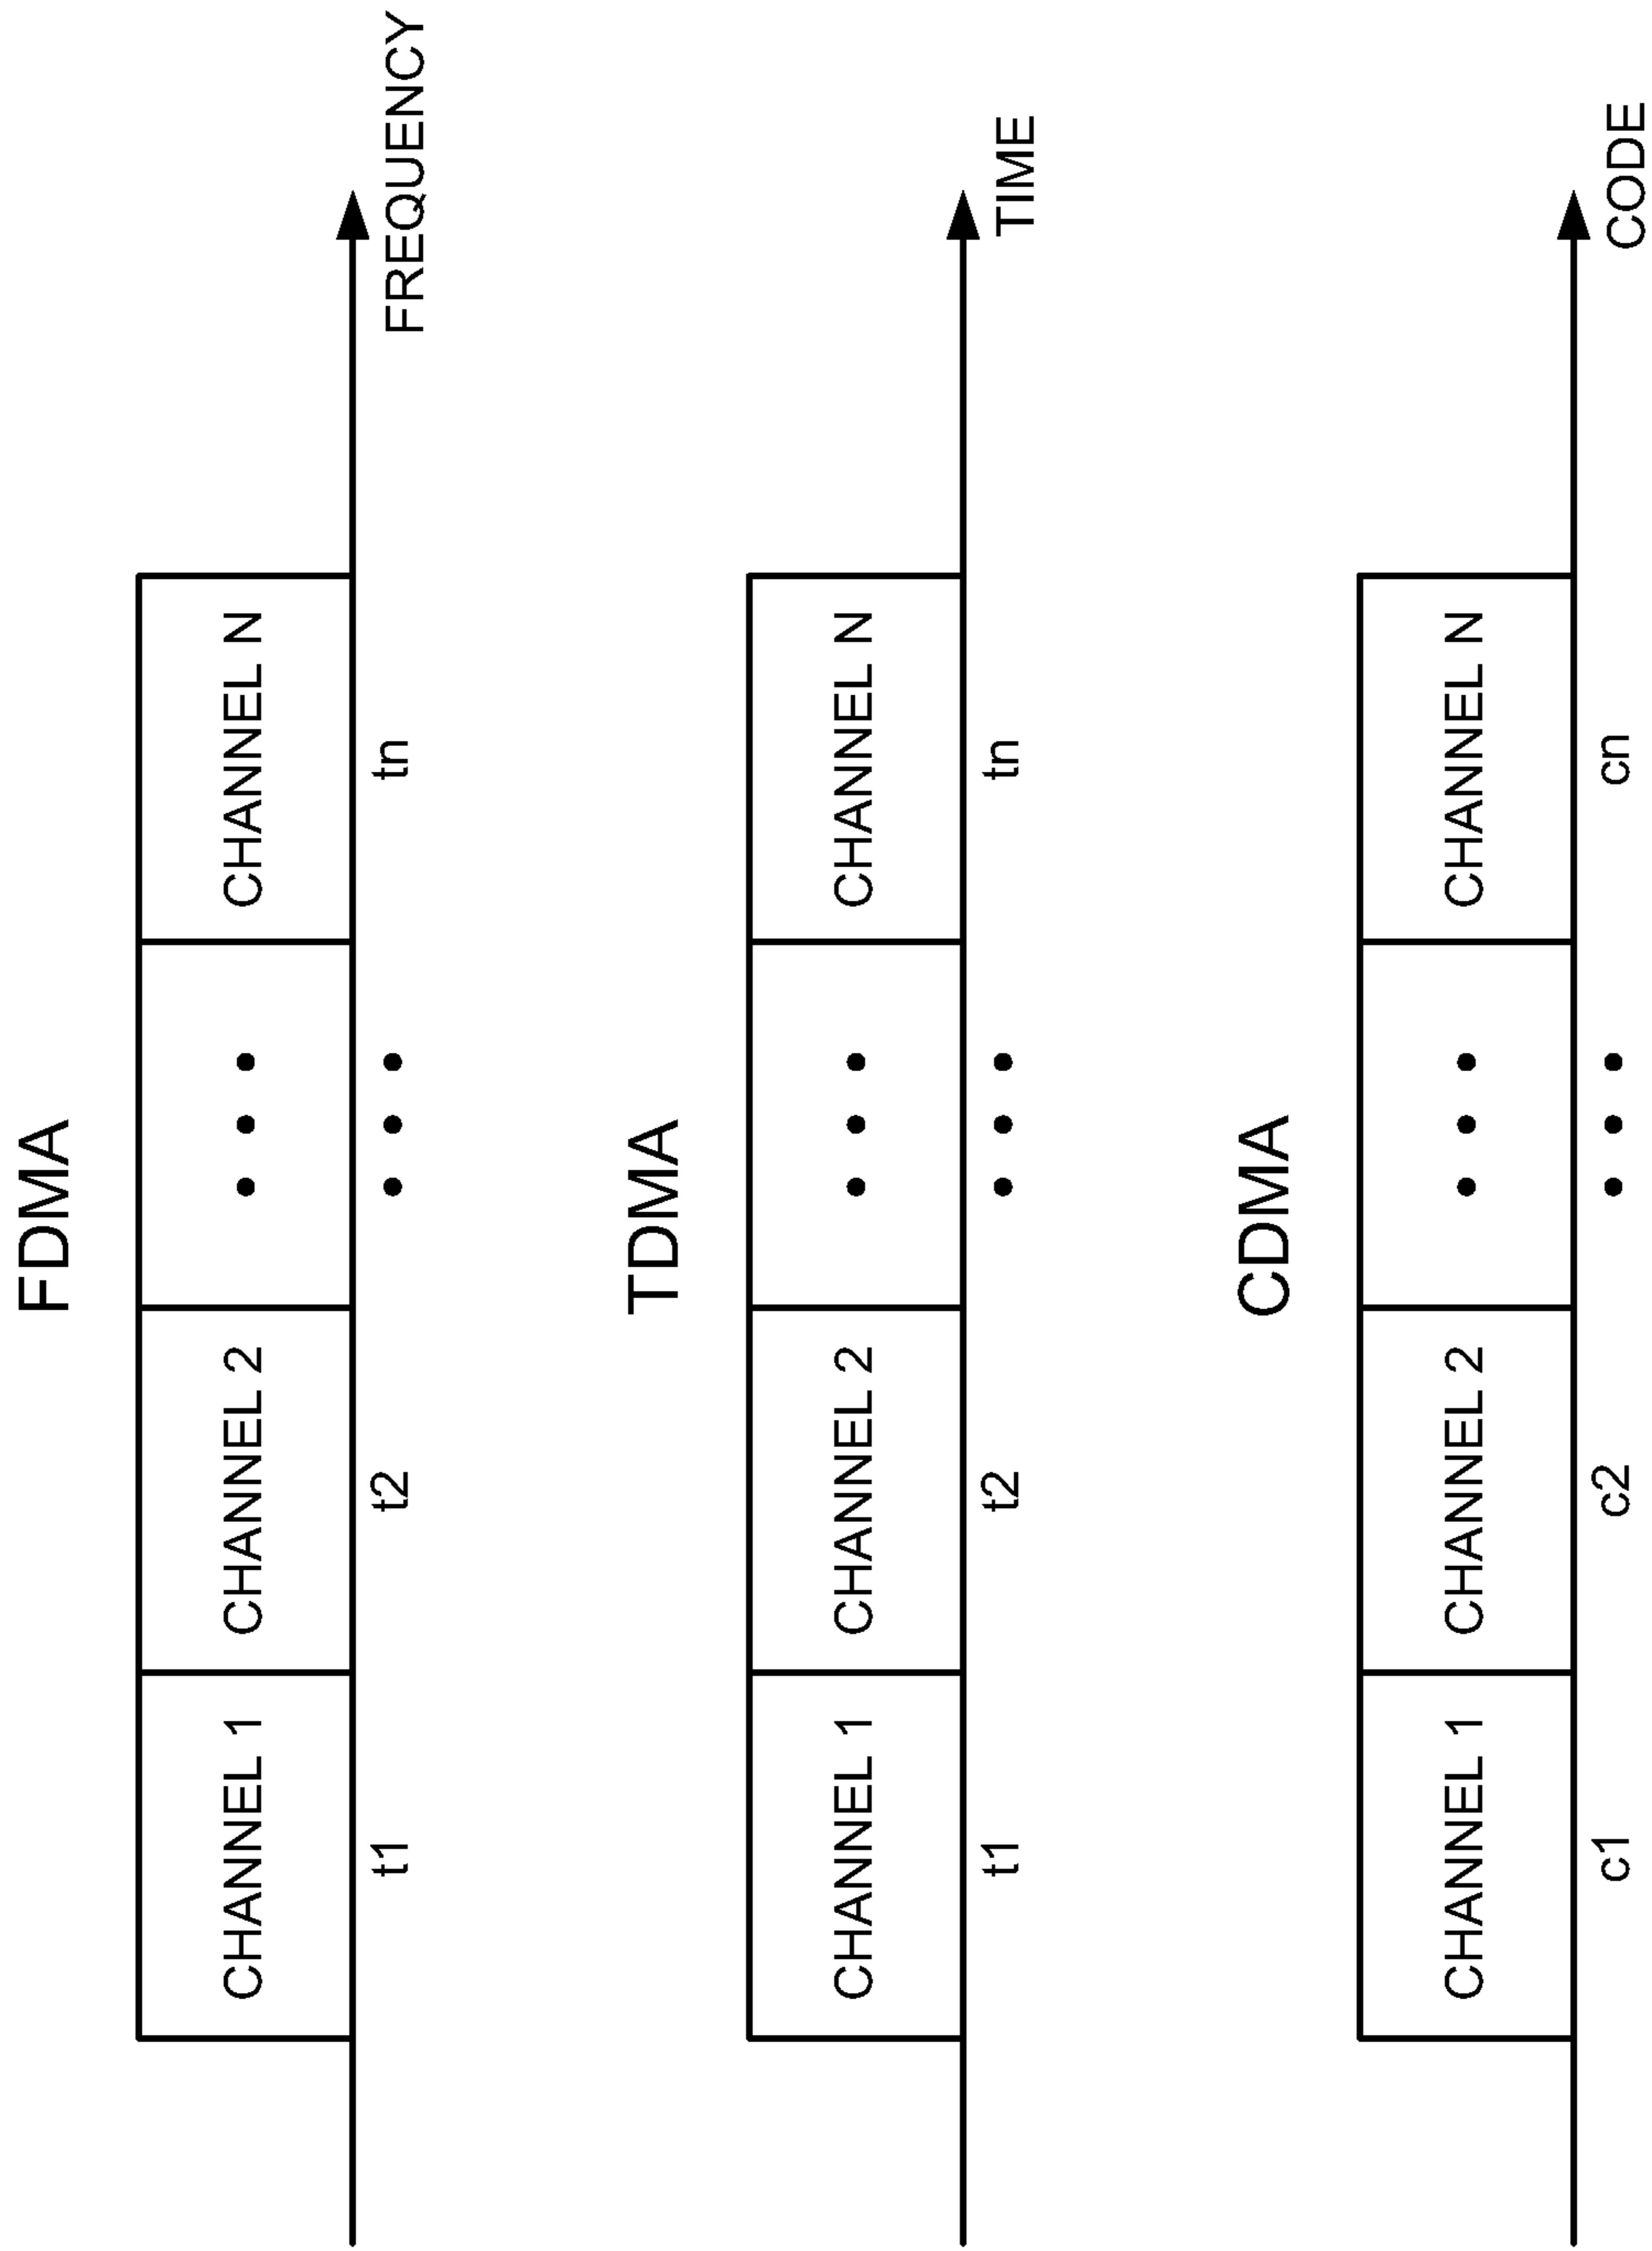 FDMA
CHANNEL 1 CHANNEL 2 CHANNEL N
t1 t2 tn
FREQUENCY
TDMA
CHANNEL 1 CHANNEL 2 CHANNEL N
t1 t2 tn
TIME
CDMA
CHANNEL 1 CHANNEL 2 CHANNEL N
c1 c2 cn
CODE